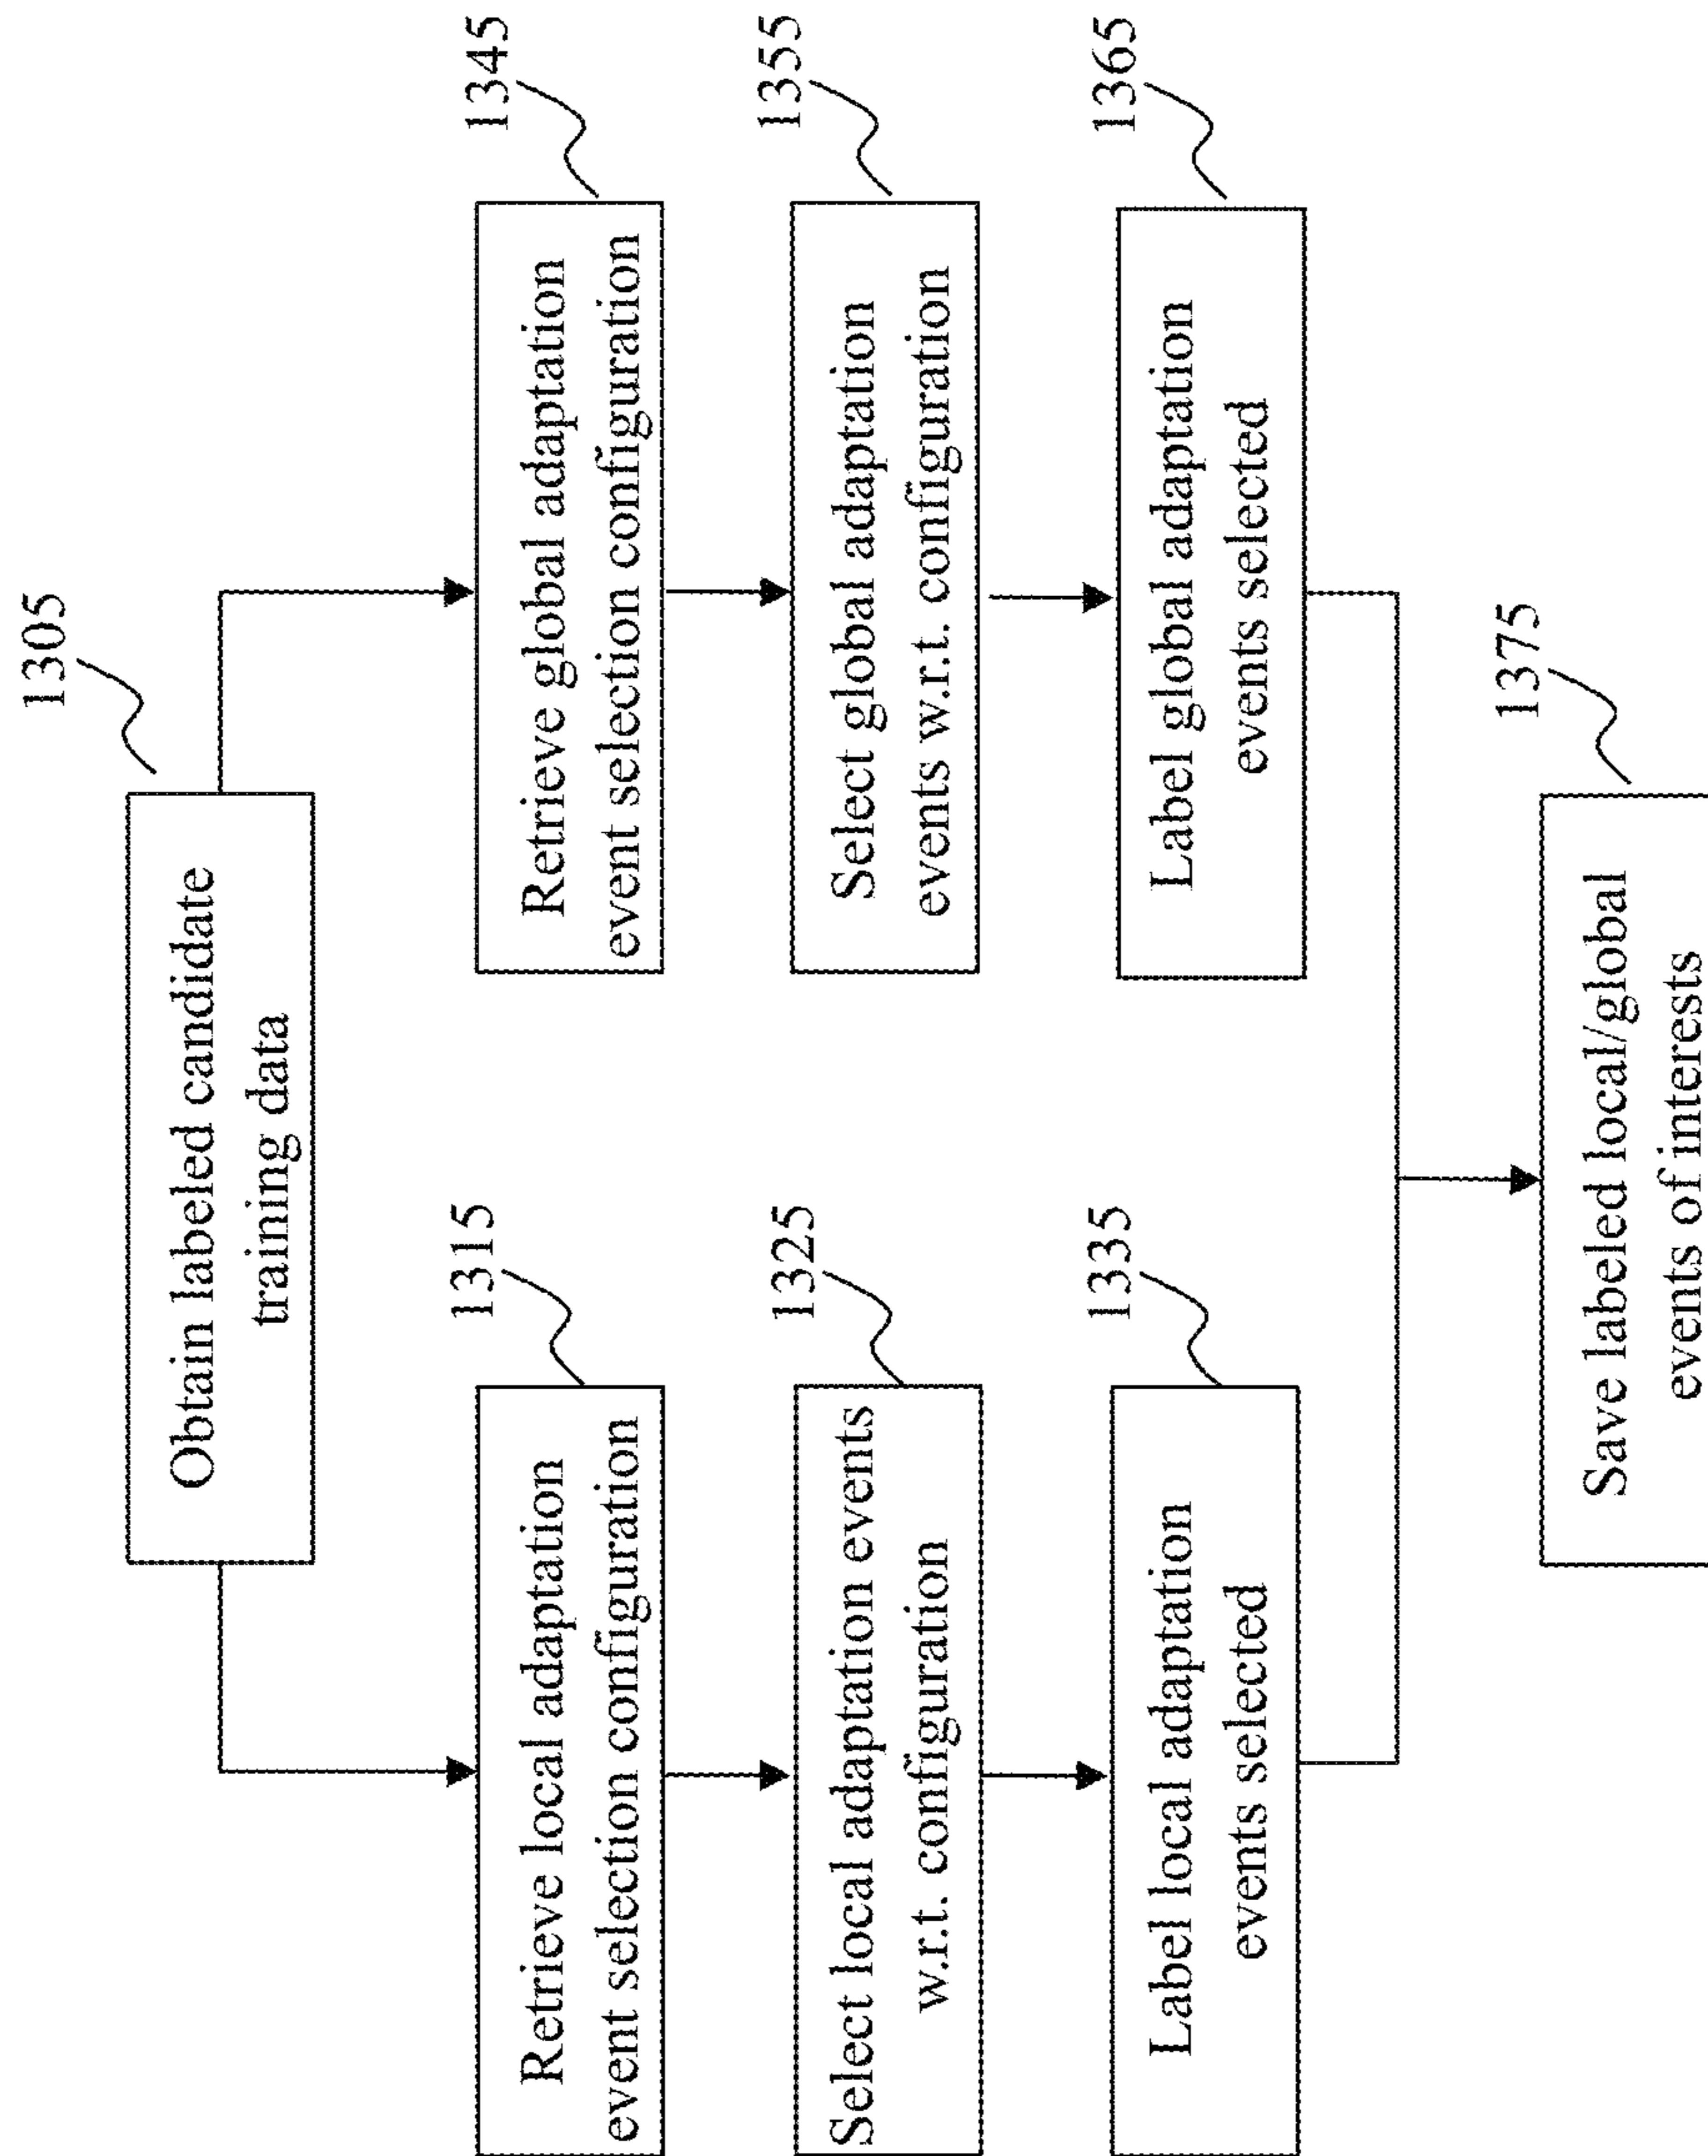 1305
Obtain labeled candidate
training data
1315
Retrieve local adaptation
event selection configuration
1325
Select local adaptation events
w.r.t. configuration
1335
Label local adaptation
events selected
1345
Retrieve global adaptation
event selection configuration
1355
Select global adaptation
events w.r.t. configuration
1365
Label global adaptation
events selected
1375
Save labeled local/global
events of interests